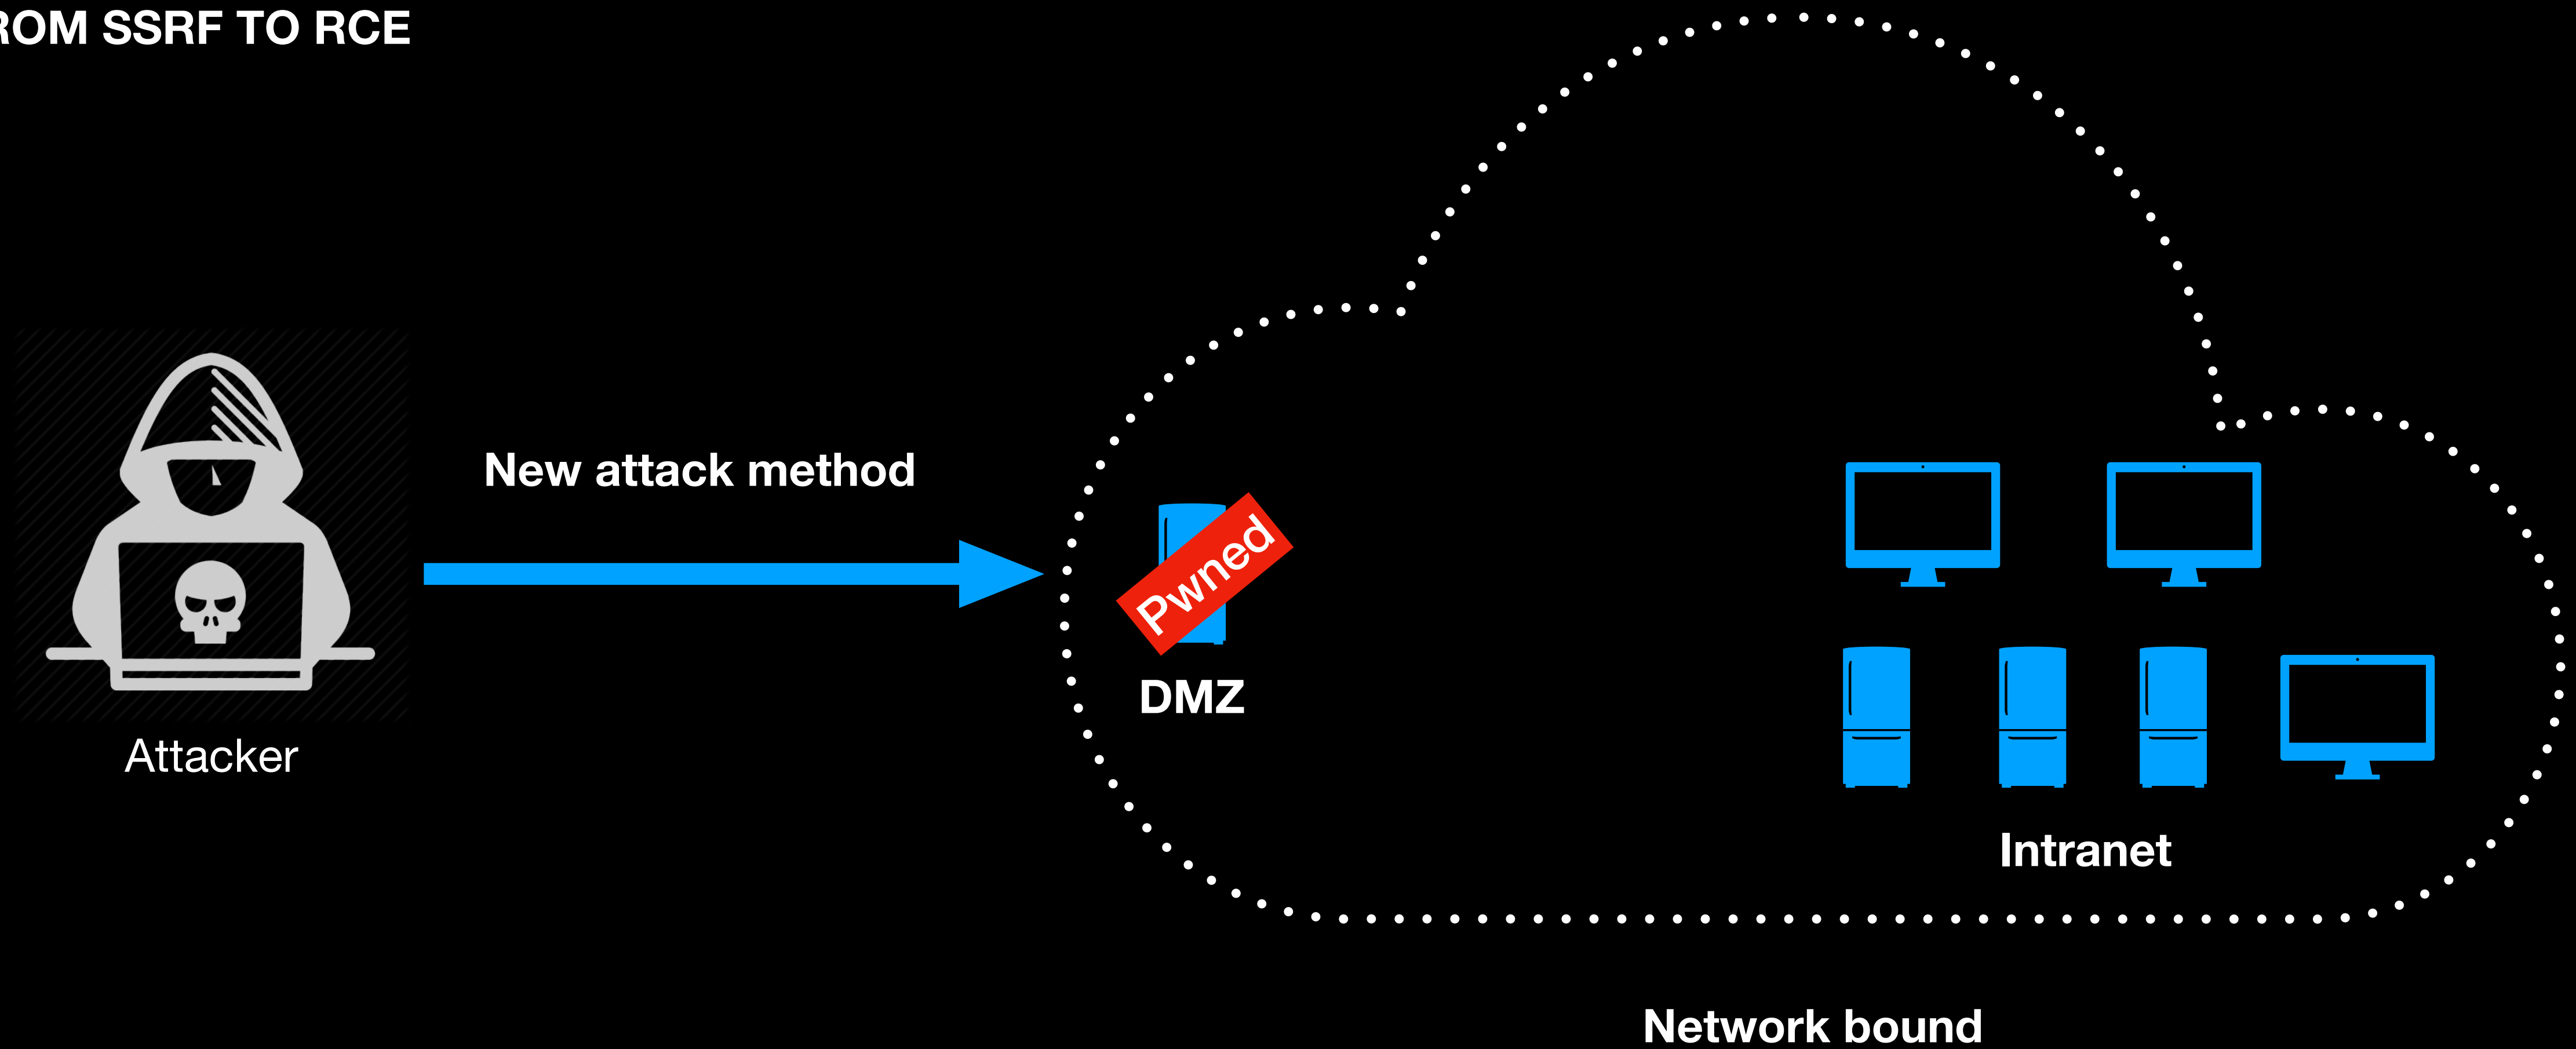 ROM SSRF TO RCE
New attack method
Pwned
DMZ
Attacker
Intranet
Network bound